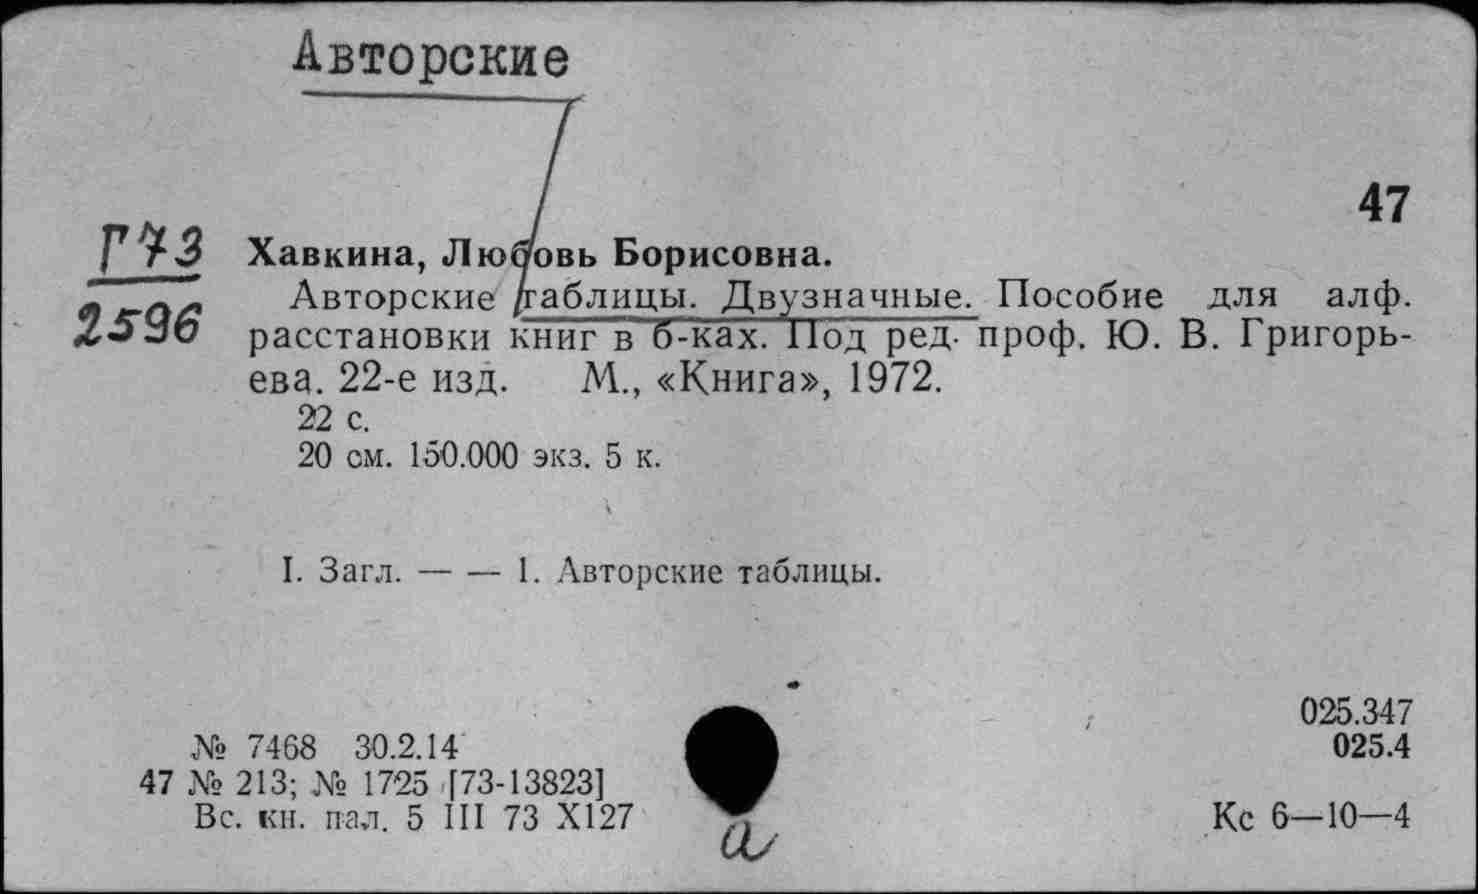 Авторские
47
Г73
2596
Хавкина, Любовь Борисовна.
Авторские таблицы. Двузначные. Пособие для алф.
расстановки книг в б-ках. Под ред. проф. Ю. В. Григорь-
ева. 22-е изд. М., «Книга», 1972.
22 с.
20 см. 150.000 экз. 5 к.
I. Загл. — — 1. Авторские таблицы.
025.347
№ 7468 30.2.14
025.4
47 № 213; № 1725 [73-13823]
Вс. кн. пал. 5 III 73 Х127
Кс 6—10—4